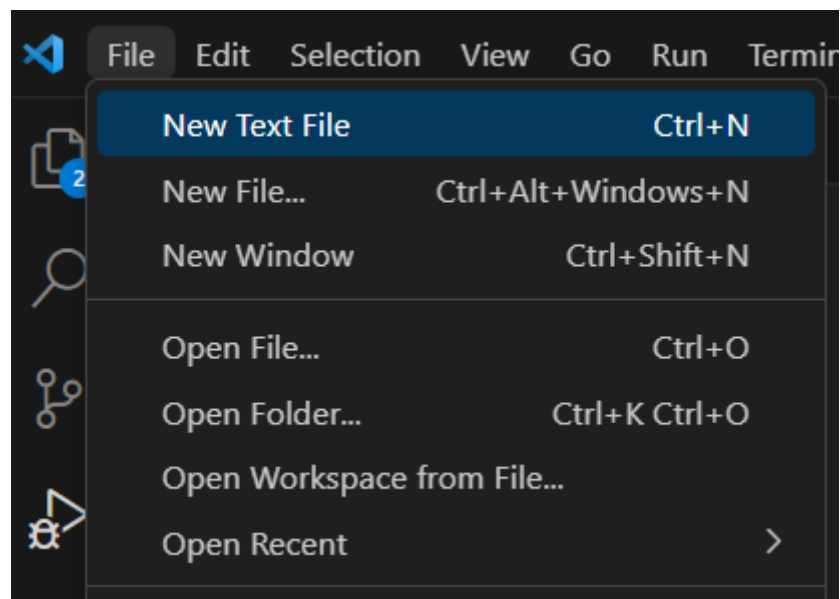 File Edit Selection View Go Run Termin
New Text File Ctrl+N
2
New File... Ctrl+Alt+Windows+N
New Window Ctrl+Shift+N
Open File... Ctrl+O
Open Folder... Ctrl+K Ctrl+O
Open Workspace from File...
Open Recent